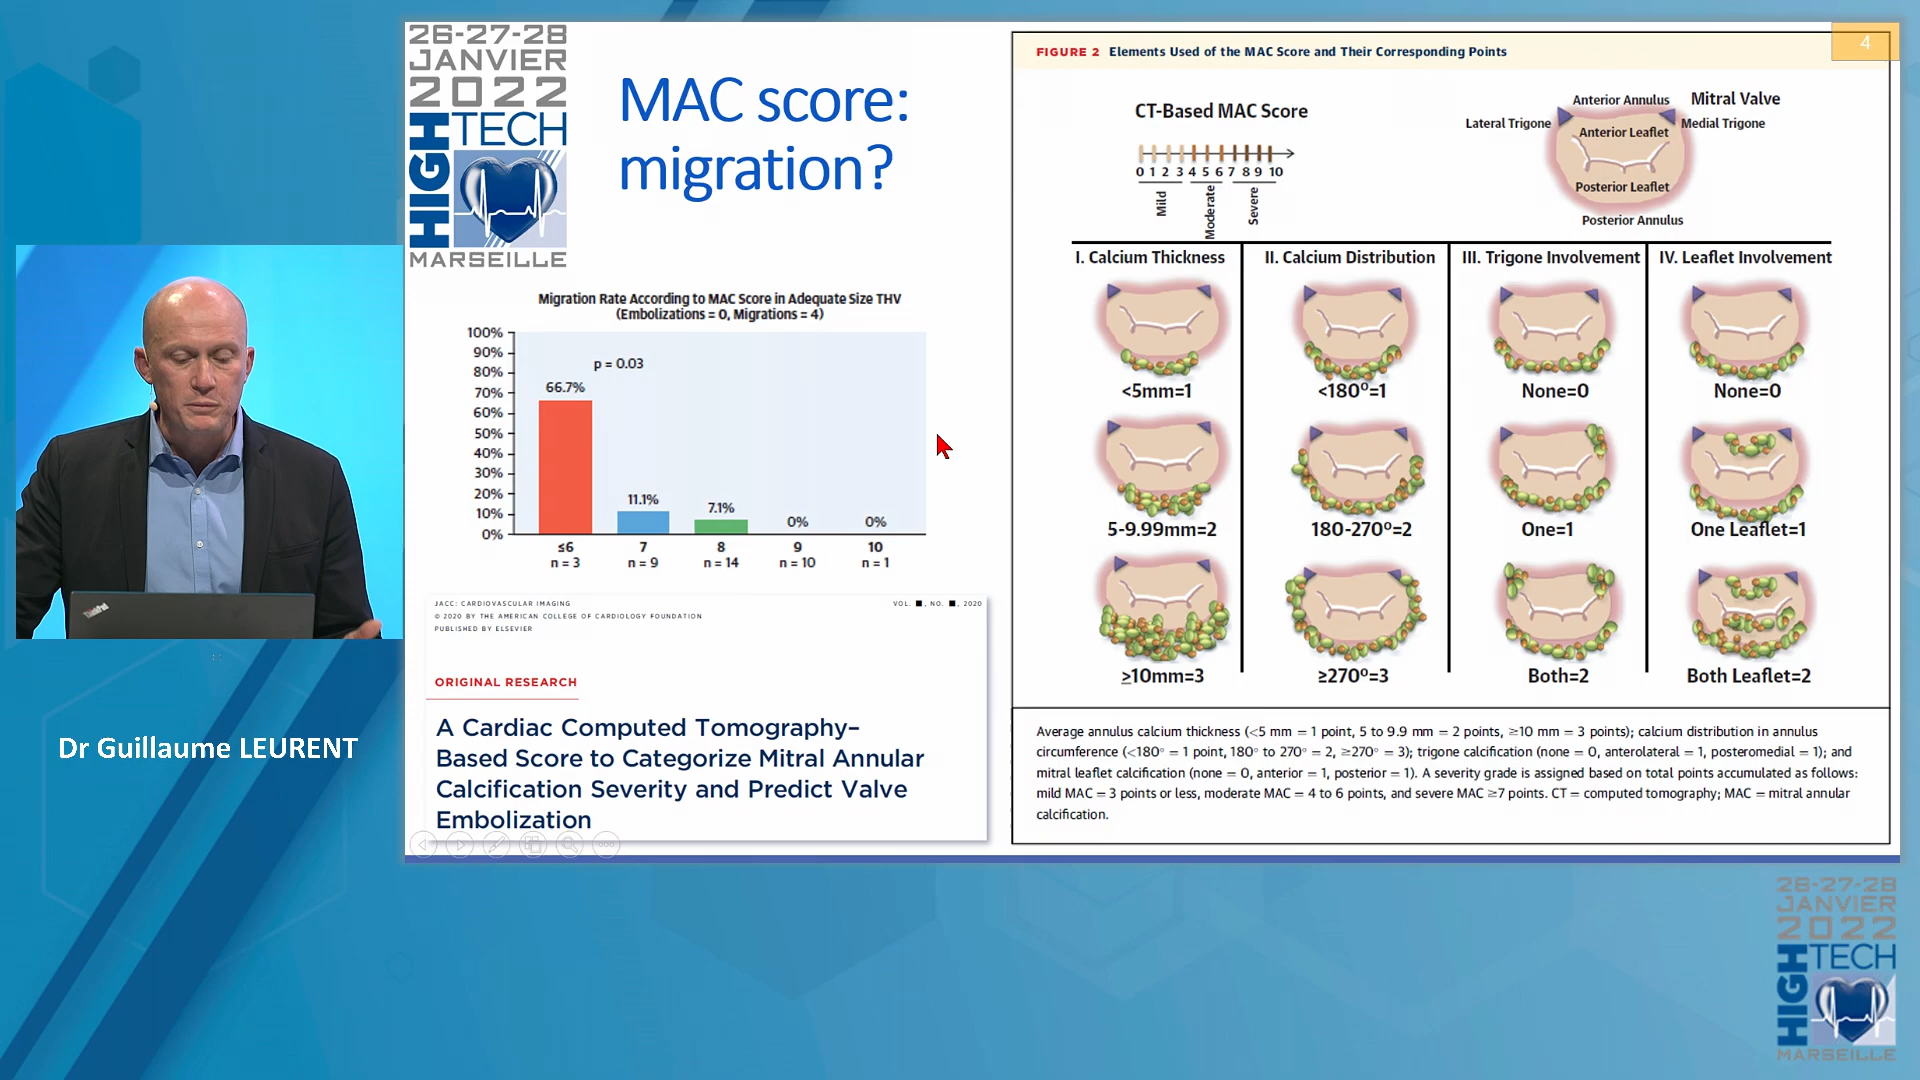 26-27-28
JANVIER
2022
HIGHTECH
MARSEILLE
MAC score:
migration?
Migration Rate According to MAC Score in Adequate Size THV
(Embolizations = 0, Migrations = 4)
100%
90%
80%
70%
60%
50%
40%
30%
20%
10%
0%
p = 0.03
66.7%
11.1%
7.1%
0%
0%
≤6 7 8 9 10
n = 3 n = 9 n = 14 n = 10 n = 1
JACC: CARDIOVASCULAR IMAGING VOL. ■, NO. ■, 2020
© 2020 BY THE AMERICAN COLLEGE OF CARDIOLOGY FOUNDATION
PUBLISHED BY ELSEVIER
ORIGINAL RESEARCH
A Cardiac Computed Tomography–
Based Score to Categorize Mitral Annular
Calcification Severity and Predict Valve
Embolization
4
FIGURE 2 Elements Used of the MAC Score and Their Corresponding Points
CT-Based MAC Score
0 1 2 3 4 5 6 7 8 9 10
Mild
Moderate
Severe
Anterior Annulus
Mitral Valve
Lateral Trigone
Medial Trigone
Anterior Leaflet
Posterior Leaflet
Posterior Annulus
I. Calcium Thickness II. Calcium Distribution III. Trigone Involvement IV. Leaflet Involvement
<5mm=1 <180º=1 None=0 None=0
5-9.99mm=2 180-270º=2 One=1 One Leaflet=1
≥10mm=3 ≥270º=3 Both=2 Both Leaflet=2
Average annulus calcium thickness (<5 mm = 1 point, 5 to 9.9 mm = 2 points, ≥10 mm = 3 points); calcium distribution in annulus
circumference (<180° = 1 point, 180° to 270° = 2, ≥270° = 3); trigone calcification (none = 0, anterolateral = 1, posteromedial = 1); and
mitral leaflet calcification (none = 0, anterior = 1, posterior = 1). A severity grade is assigned based on total points accumulated as follows:
mild MAC = 3 points or less, moderate MAC = 4 to 6 points, and severe MAC ≥7 points. CT = computed tomography; MAC = mitral annular
calcification.
Dr Guillaume LEURENT
26-27-28
JANVIER
2022
HIGHTECH
MARSEILLE